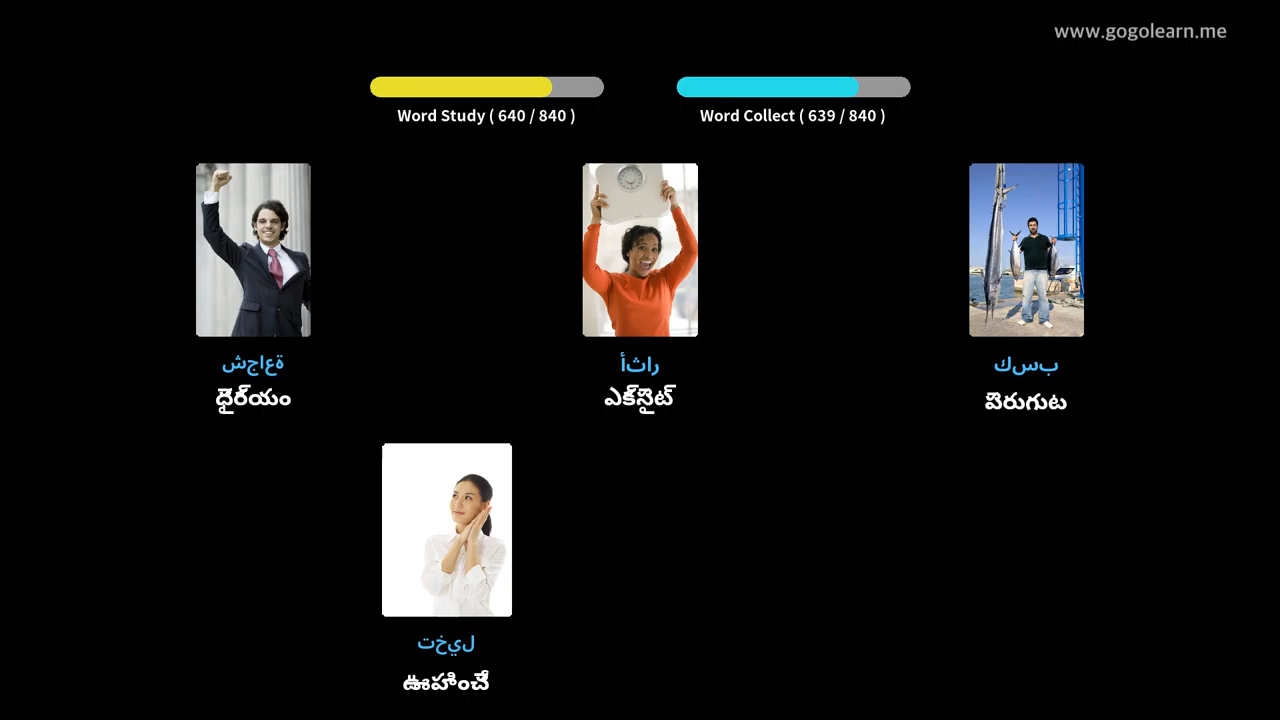 www.gogolearn.me
Word Study ( 640 / 840 )
Word Collect ( 639 / 840 )
شجاعة
ధైర్యం
أثار
ఎక్సైట్
كسب
పెరుగుట
تخيل
ఊహించే